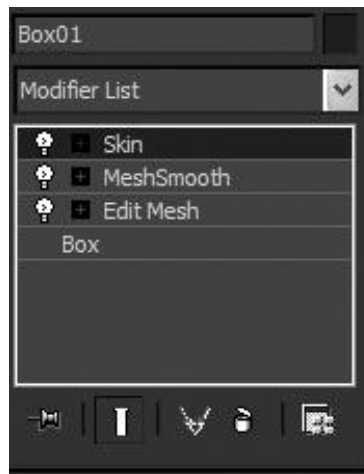 Box01
Modifier List
Skin
MeshSmooth
Edit Mesh
Box